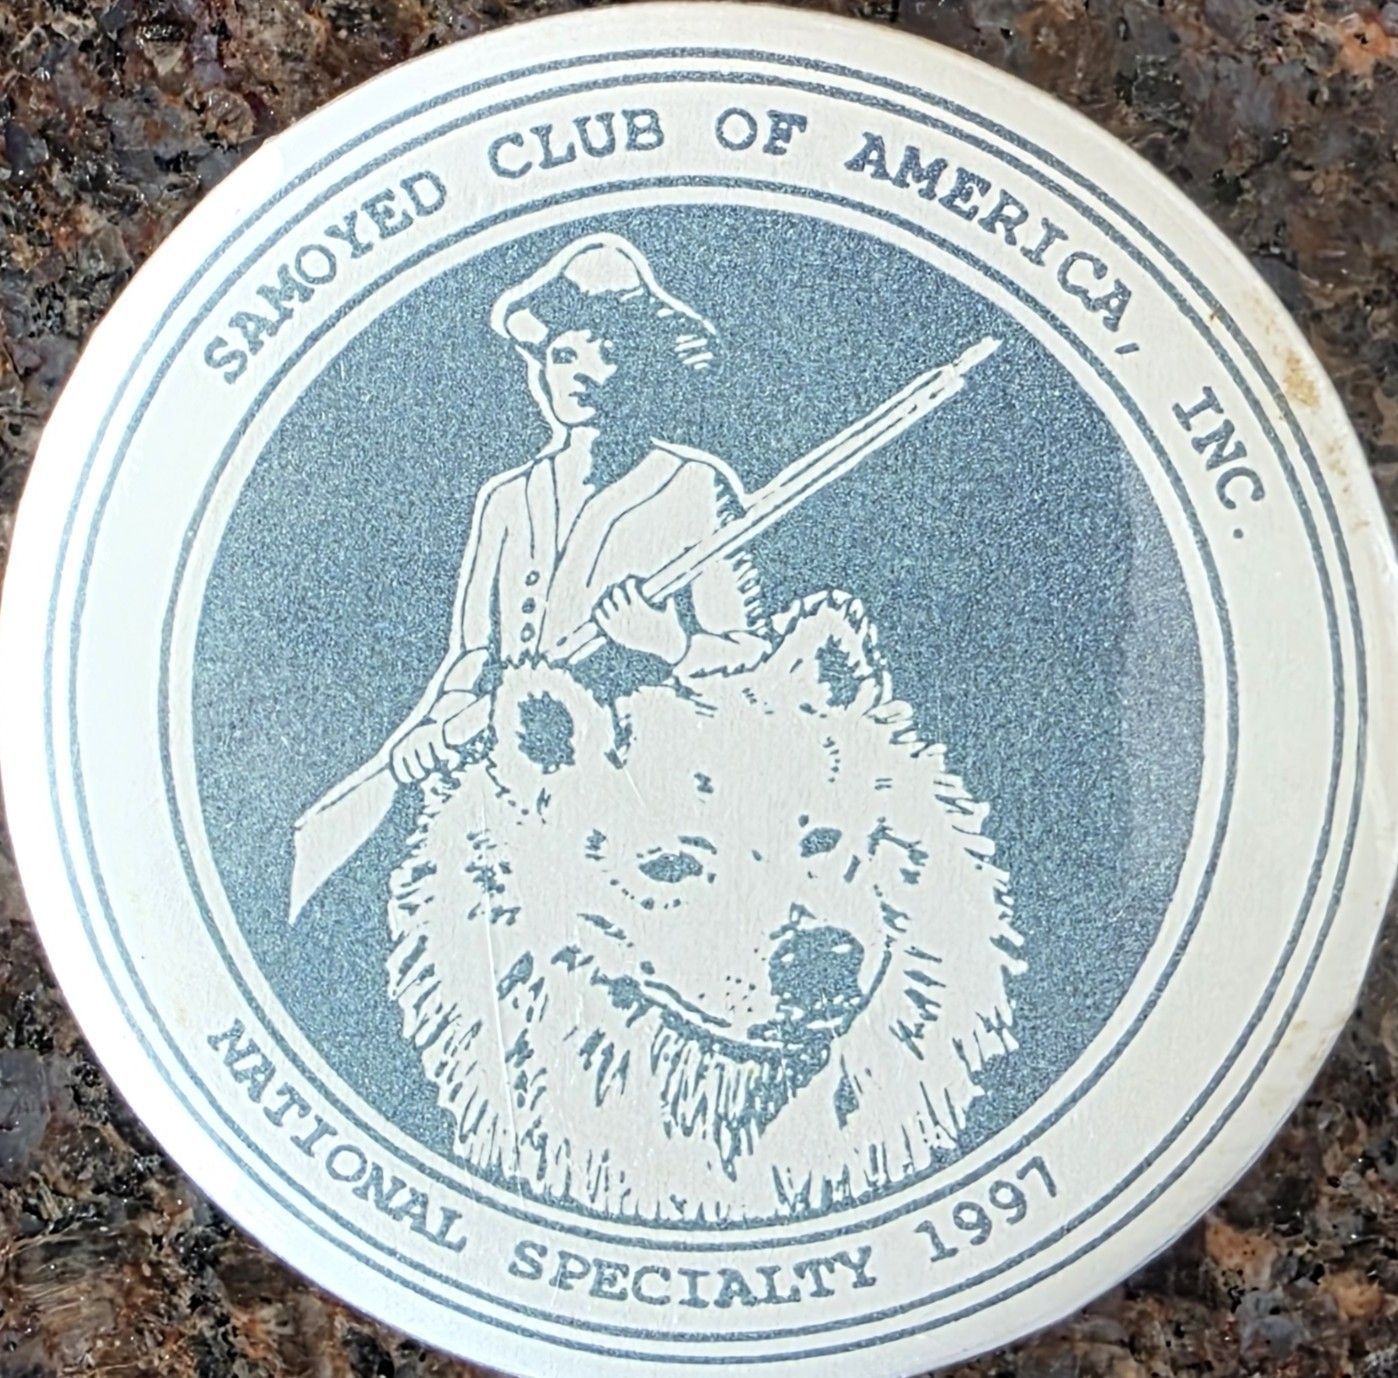 SAMOYED CLUB OF AMERICA, INC.
NATIONAL SPECIALTY 1997